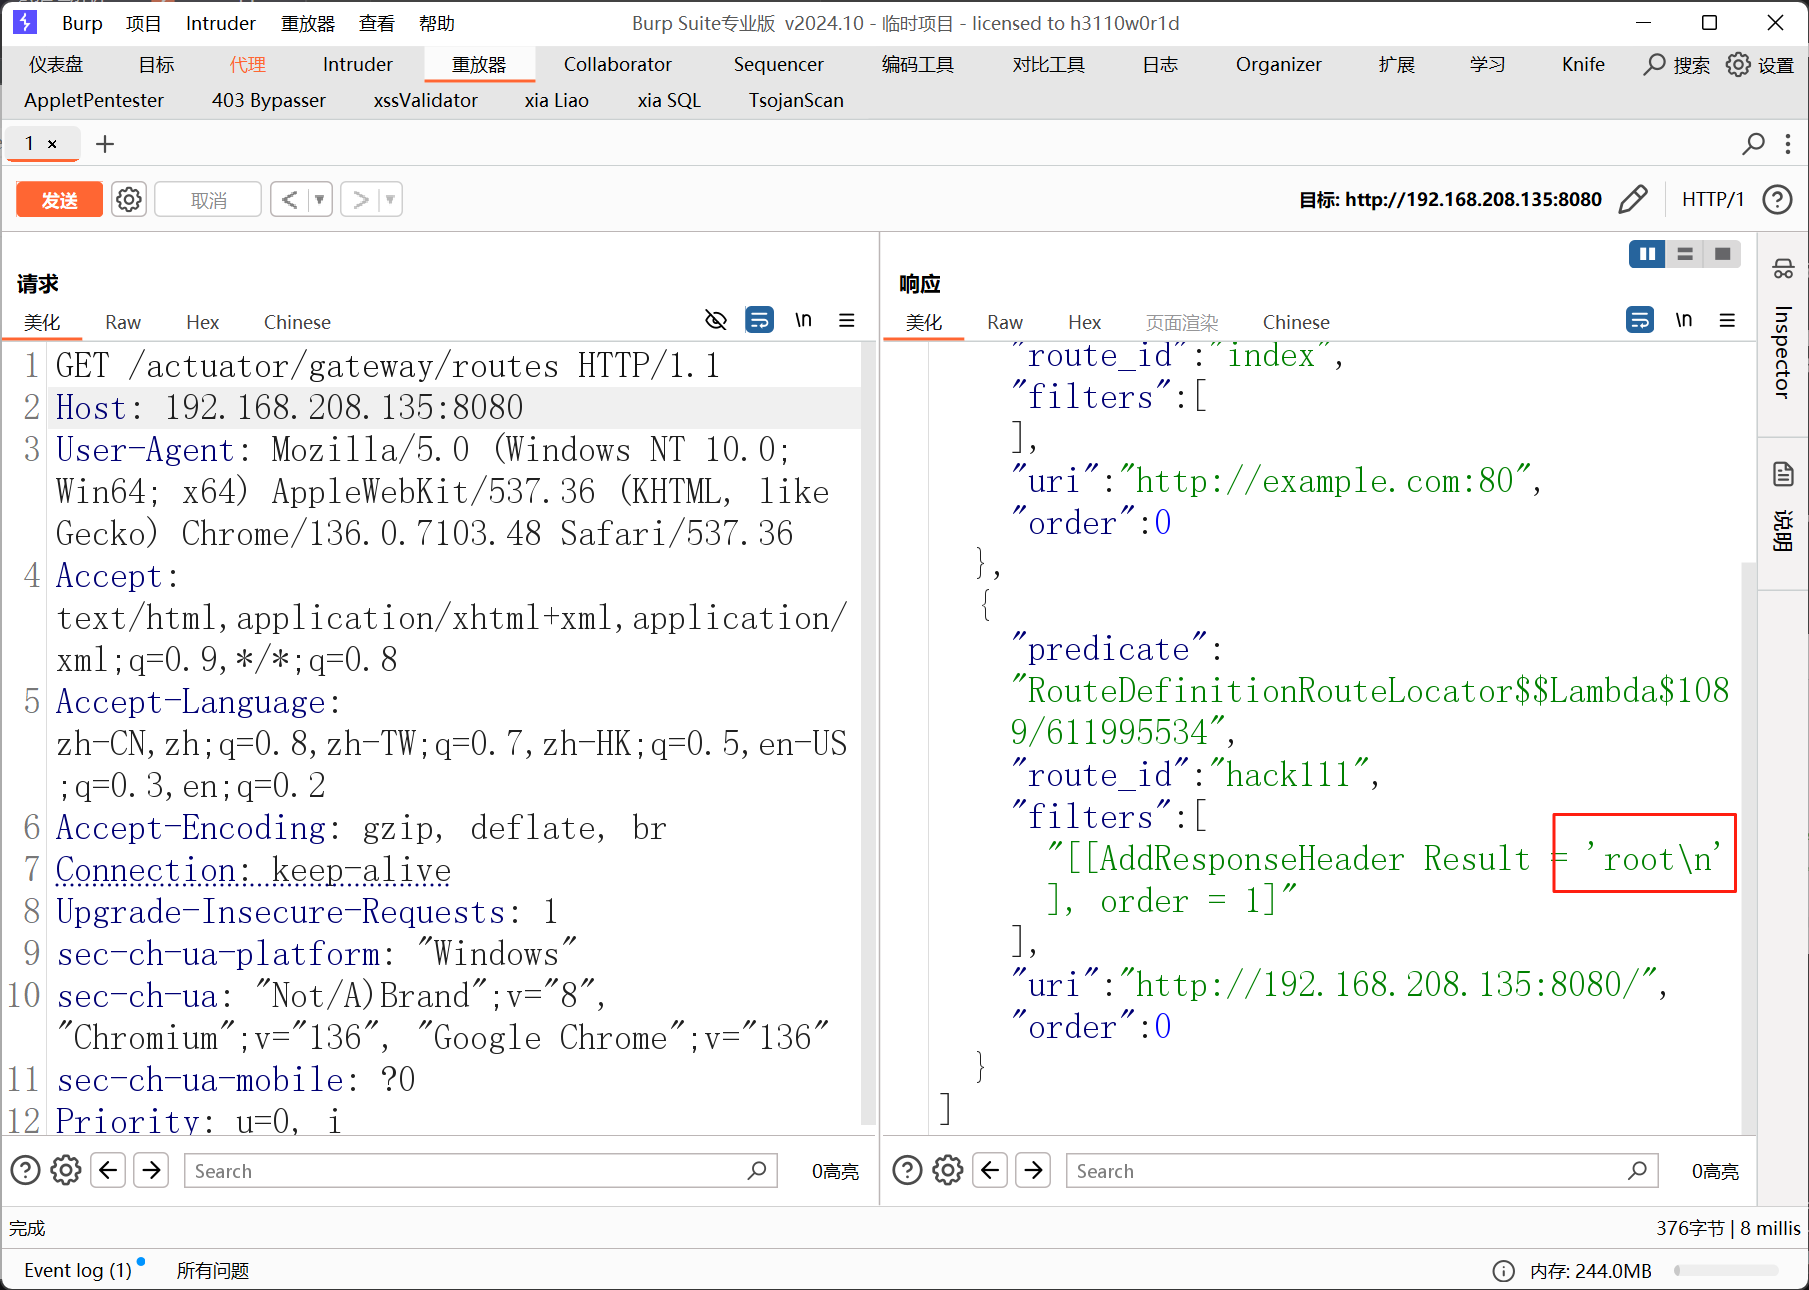 Burp 项目 Intruder 重放器 查看 帮助 Burp Suite专业版 v2024.10 - 临时项目 - licensed to h3110w0r1d
仪表盘 目标 代理 Intruder 重放器 Collaborator Sequencer 编码工具 对比工具 日志 Organizer 扩展 学习 Knife 搜索 设置
AppletPentester 403 Bypasser xssValidator xia Liao xia SQL TsojanScan
1 × +
发送 取消 < > 目标: http://192.168.208.135:8080 HTTP/1 ?
请求
美化 Raw Hex Chinese \n
1 GET /actuator/gateway/routes HTTP/1.1
2 Host: 192.168.208.135:8080
3 User-Agent: Mozilla/5.0 (Windows NT 10.0;
Win64; x64) AppleWebKit/537.36 (KHTML, like
Gecko) Chrome/136.0.7103.48 Safari/537.36
4 Accept:
text/html,application/xhtml+xml,application/
xml;q=0.9,*/*;q=0.8
5 Accept-Language:
zh-CN,zh;q=0.8,zh-TW;q=0.7,zh-HK;q=0.5,en-US
;q=0.3,en;q=0.2
6 Accept-Encoding: gzip, deflate, br
7 Connection: keep-alive
8 Upgrade-Insecure-Requests: 1
9 sec-ch-ua-platform: "Windows"
10 sec-ch-ua: "Not/A)Brand";v="8",
"Chromium";v="136", "Google Chrome";v="136"
11 sec-ch-ua-mobile: ?0
12 Priority: u=0, i
? Search 0高亮
响应
美化 Raw Hex 页面渲染 Chinese \n
"route_id":"index",
"filters":[
],
"uri":"http://example.com:80",
"order":0
},
{
"predicate":
"RouteDefinitionRouteLocator$$Lambda$108
9/611995534",
"route_id":"hack111",
"filters":[
"[[AddResponseHeader Result = 'root\n'
], order = 1]"
],
"uri":"http://192.168.208.135:8080/",
"order":0
}
]
? Search 0高亮
Inspector
说明
完成 376字节 | 8 millis
Event log (1) 所有问题 内存: 244.0MB